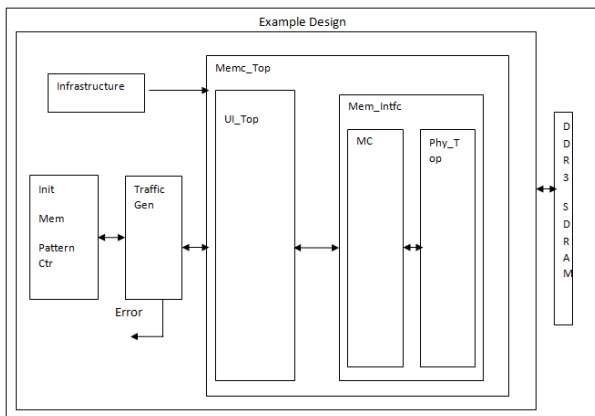 Example Design
Memc_Top
Infrastructure
UI_Top
Mem_Intfc
MC
Phy_T
op
Init
Mem
Pattern
Ctr
Traffic
Gen
Error
D
D
R
3
S
D
R
A
M